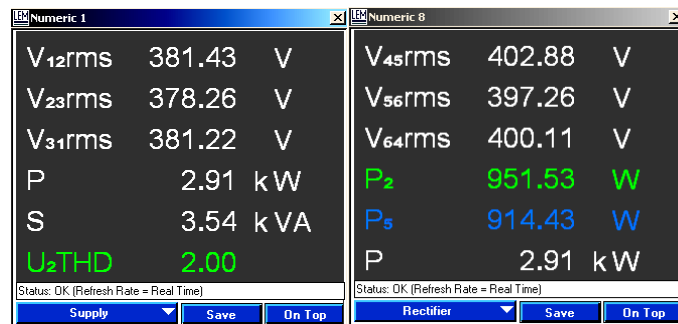 LEM Numeric 1
V12rms 381.43 V
V23rms 378.26 V
V31rms 381.22 V
P 2.91 kW
S 3.54 kVA
U2THD 2.00
Status: OK (Refresh Rate = Real Time)
Supply Save On Top
LEM Numeric 8
V45rms 402.88 V
V56rms 397.26 V
V64rms 400.11 V
P2 951.53 W
P5 914.43 W
P 2.91 kW
Status: OK (Refresh Rate = Real Time)
Rectifier Save On Top